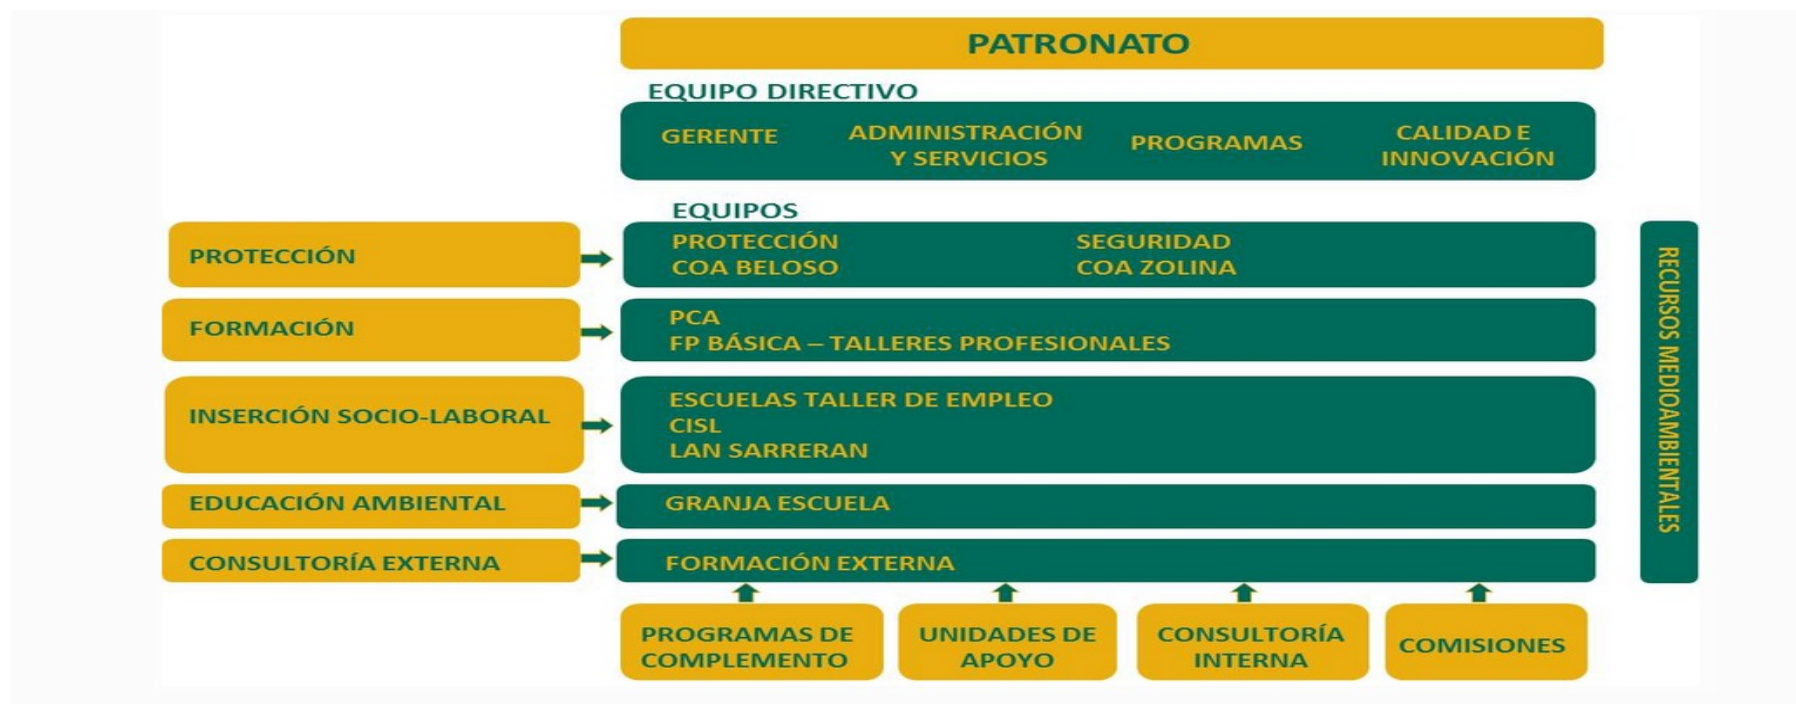 PATRONATO
EQUIPO DIRECTIVO
GERENTE
ADMINISTRACIÓN
Y SERVICIOS
PROGRAMAS
CALIDAD E
INNOVACIÓN
EQUIPOS
PROTECCIÓN
PROTECCIÓN
COA BELOSO
SEGURIDAD
COA ZOLINA
FORMACIÓN
PCA
FP BÁSICA – TALLERES PROFESIONALES
INSERCIÓN SOCIO-LABORAL
ESCUELAS TALLER DE EMPLEO
CISL
LAN SARRERAN
EDUCACIÓN AMBIENTAL
GRANJA ESCUELA
CONSULTORÍA EXTERNA
FORMACIÓN EXTERNA
RECURSOS MEDIOAMBIENTALES
PROGRAMAS DE
COMPLEMENTO
UNIDADES DE
APOYO
CONSULTORÍA
INTERNA
COMISIONES